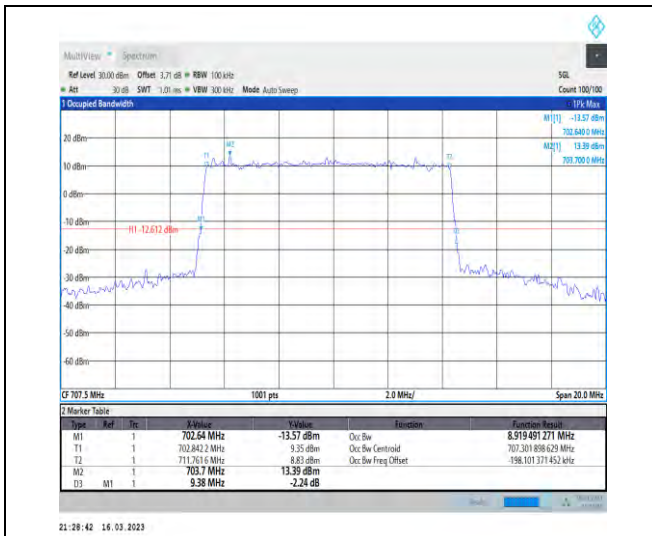 MultiView Spectrum
Ref Level 30.00 dBm Offset 3.71 dB RBW 100 kHz SGL
Att 30 dB SWT 1.01 ms VBW 300 kHz Mode Auto Sweep Count 100/100
1 Occupied Bandwidth 1Pk Max
M1[1] -13.57 dBm
702.640 0 MHz
20 dBm M2[1] 13.39 dBm
703.700 0 MHz
M2
T1 T2
10 dBm
0 dBm
-10 dBm
M1
H1 -12.612 dBm
-20 dBm
-30 dBm
-40 dBm
-50 dBm
-60 dBm
CF 707.5 MHz 1001 pts 2.0 MHz/ Span 20.0 MHz
2 Marker Table
Type Ref Trc X-Value Y-Value Function Function Result
M1 1 702.64 MHz -13.57 dBm Occ Bw 8.919 491 271 MHz
T1 1 702.842 2 MHz 9.35 dBm Occ Bw Centroid 707.301 898 629 MHz
T2 1 711.761 6 MHz 8.83 dBm Occ Bw Freq Offset -198.101 371 452 kHz
M2 1 703.7 MHz 13.39 dBm
D3 M1 1 9.38 MHz -2.24 dB
21:28:42 16.03.2023